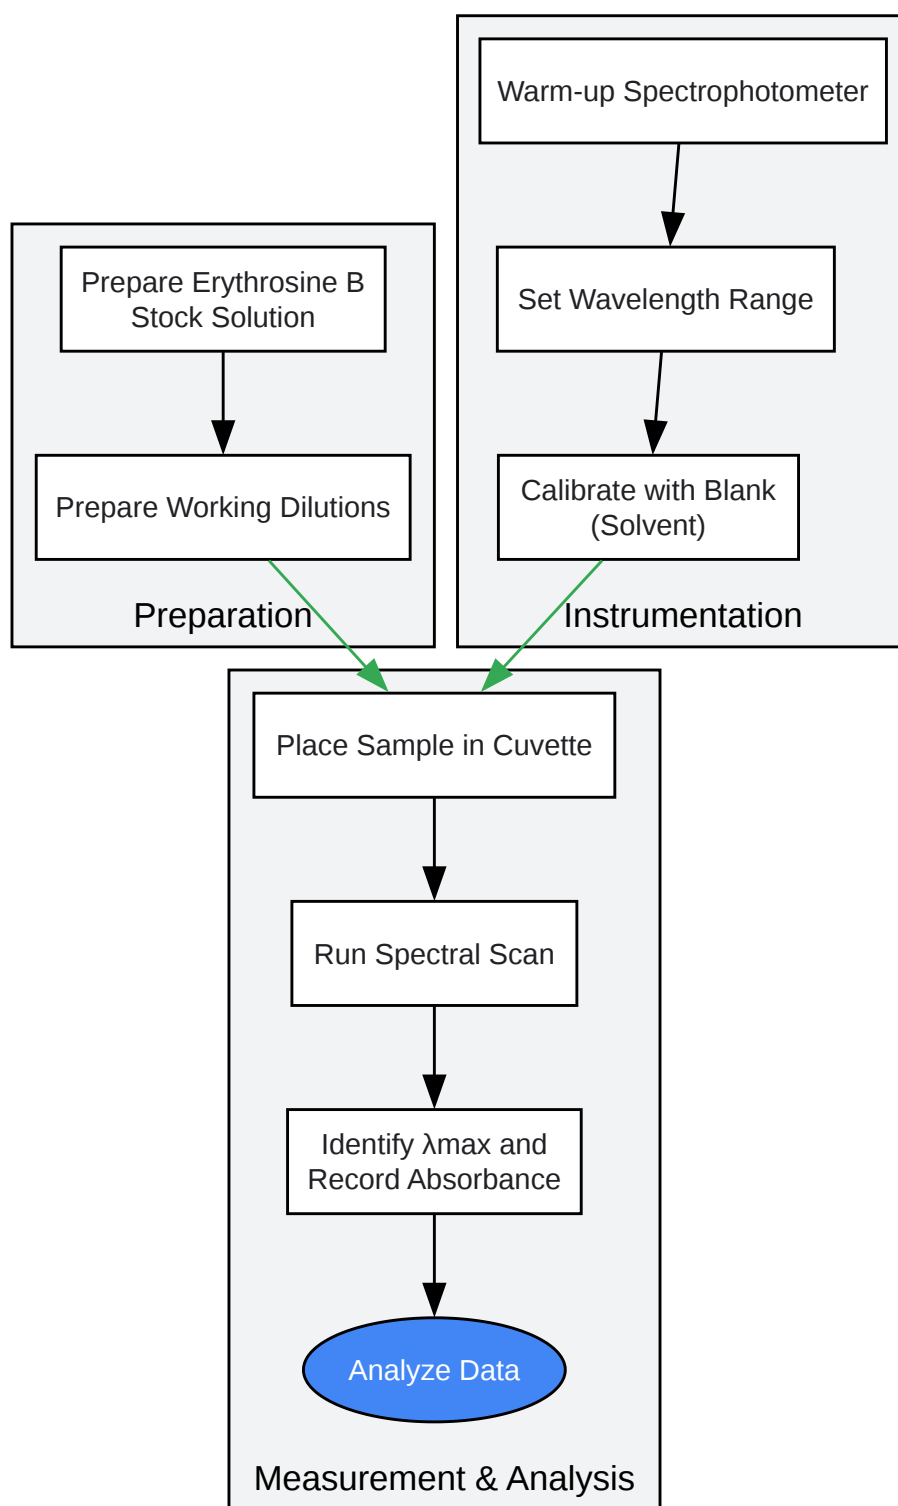 Warm-up Spectrophotometer
Set Wavelength Range
Calibrate with Blank
(Solvent)
Instrumentation
Prepare Erythrosine B
Stock Solution
Prepare Working Dilutions
Preparation
Place Sample in Cuvette
Run Spectral Scan
Identify λmax and
Record Absorbance
Analyze Data
Measurement & Analysis